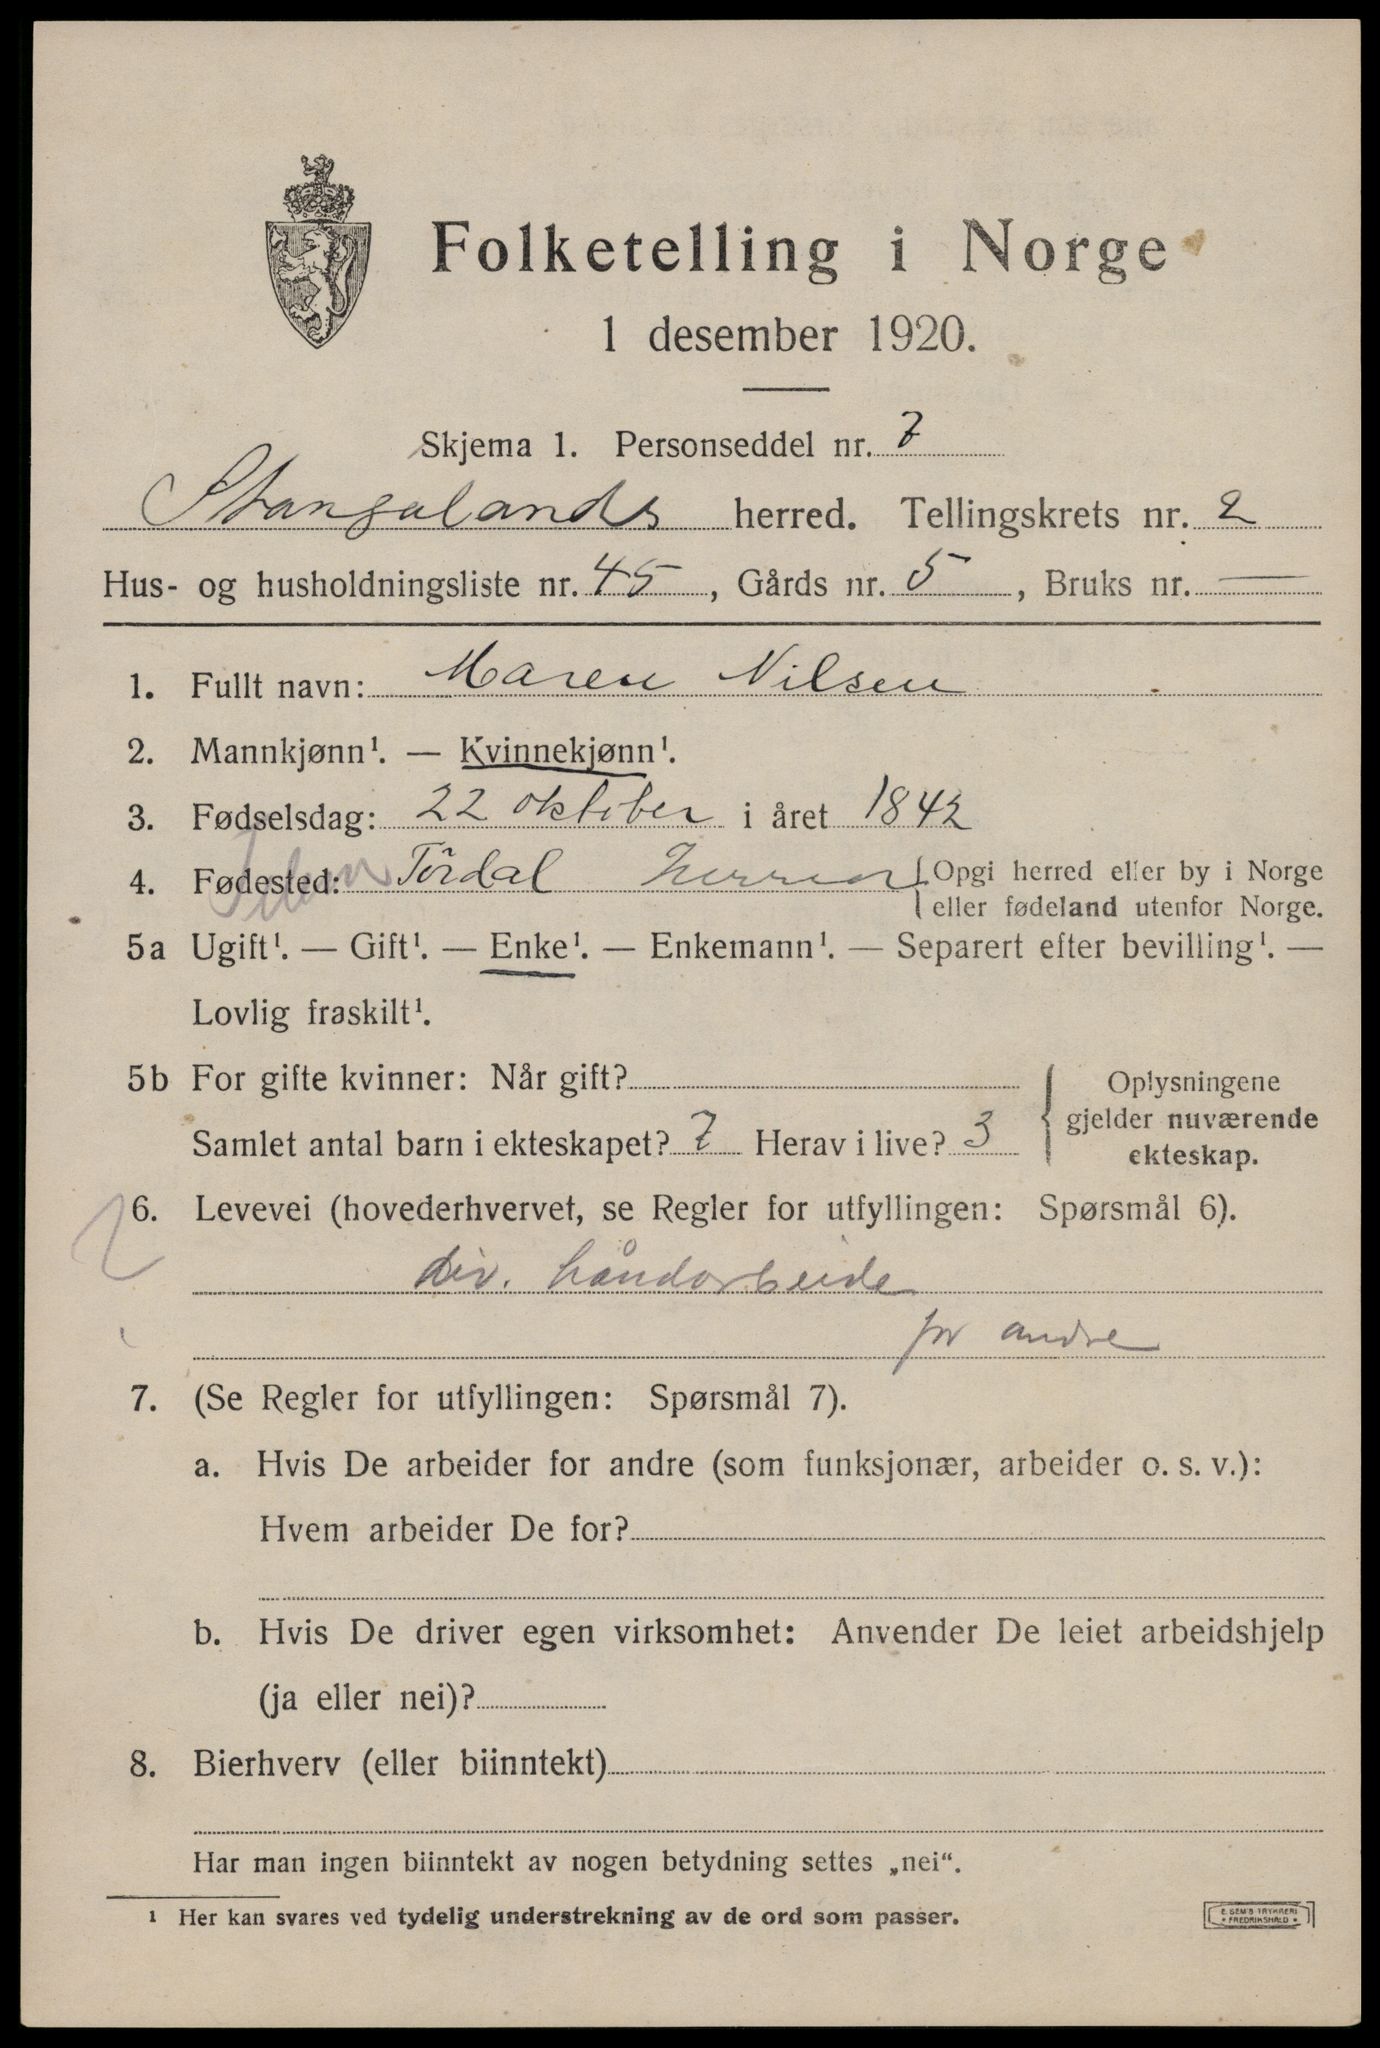 Folketelling i Norge
1 desember 1920.
Skjema 1. Personseddel nr. 7
Stangalands herred. Tellingskrets nr. 2
Hus- og husholdningsliste nr. 45, Gårds nr. 5, Bruks nr. —
1. Fullt navn: Maren Nilsen
2. Mannkjønn¹. — Kvinnekjønn¹.
3. Fødselsdag: 22 oktober i året 1842
4. Fødested: Tördal Herred { Opgi herred eller by i Norge
eller fødeland utenfor Norge.
5a Ugift¹. — Gift¹. — Enke¹. — Enkemann¹. — Separert efter bevilling¹. —
Lovlig fraskilt¹.
5b For gifte kvinner: Når gift?
Samlet antal barn i ekteskapet? 7 Herav i live? 3
Oplysningene
gjelder nuværende
ekteskap.
6. Levevei (hovederhvervet, se Regler for utfyllingen: Spørsmål 6).
div. håndarbeide
for andre
7. (Se Regler for utfyllingen: Spørsmål 7).
a. Hvis De arbeider for andre (som funksjonær, arbeider o. s. v.):
Hvem arbeider De for?
b. Hvis De driver egen virksomhet: Anvender De leiet arbeidshjelp
(ja eller nei)?
8. Bierhverv (eller biinntekt)
Har man ingen biinntekt av nogen betydning settes „nei“.
¹ Her kan svares ved tydelig understrekning av de ord som passer.
E. SEM'S TRYKKERI
FREDRIKSHALD